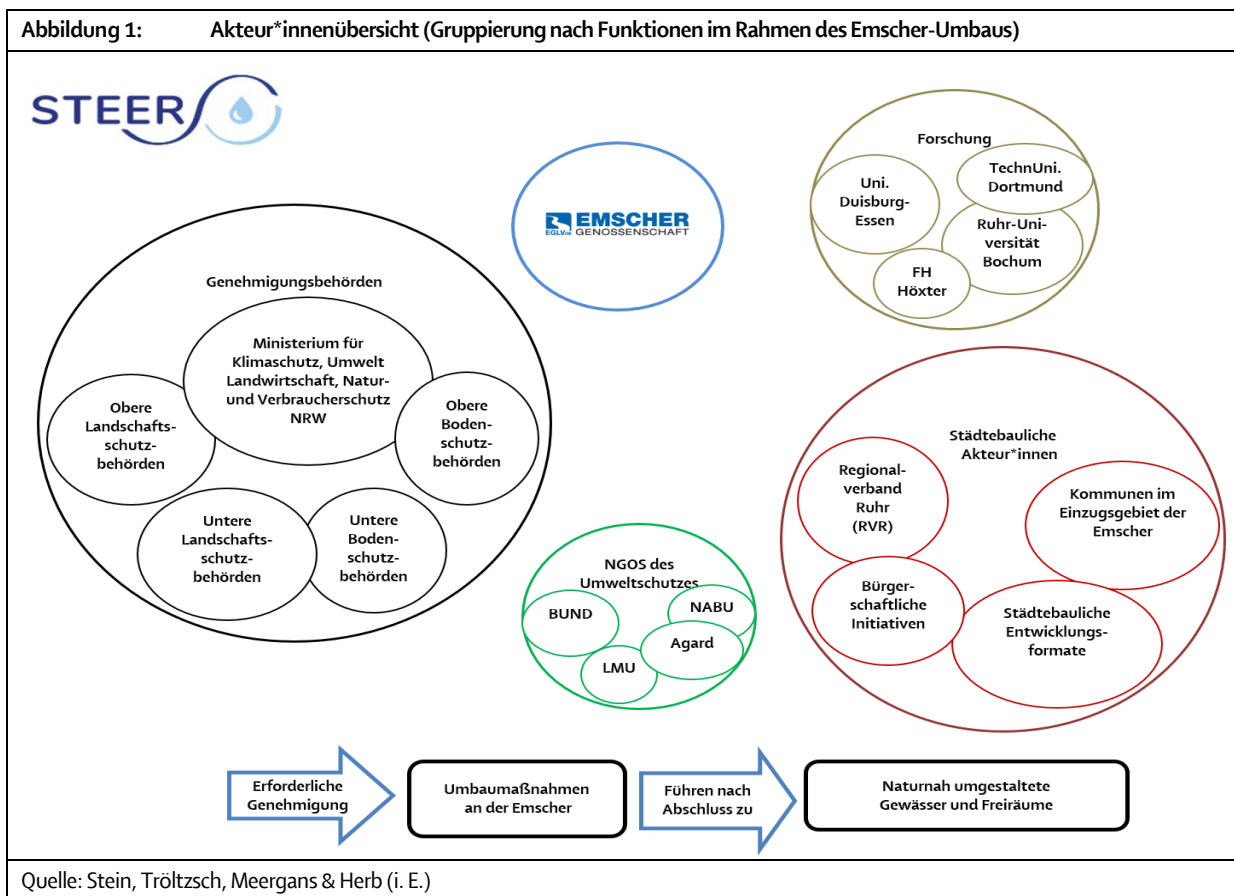 Abbildung 1: Akteur*innenübersicht (Gruppierung nach Funktionen im Rahmen des Emscher-Umbaus)
STEER
Genehmigungsbehörden
Ministerium für
Klimaschutz, Umwelt
Landwirtschaft, Natur-
und Verbraucherschutz
NRW
Obere
Landschafts-
schutz-
behörden
Obere
Boden-
schutz-
behörden
Untere
Landschafts-
schutz-
behörden
Untere
Boden-
schutz-
behörden
EMSCHER
EGLV.DE GENOSSENSCHAFT
Forschung
Uni.
Duisburg-
Essen
TechnUni.
Dortmund
Ruhr-Uni-
versität
Bochum
FH
Höxter
NGOS des
Umweltschutzes
BUND
NABU
Agard
LMU
Städtebauliche
Akteur*innen
Regional-
verband
Ruhr
(RVR)
Kommunen im
Einzugsgebiet der
Emscher
Bürger-
schaftliche
Initiativen
Städtebauliche
Entwicklungs-
formate
Erforderliche
Genehmigung
Umbaumaßnahmen
an der Emscher
Führen nach
Abschluss zu
Naturnah umgestaltete
Gewässer und Freiräume
Quelle: Stein, Tröltzsch, Meergans & Herb (i. E.)